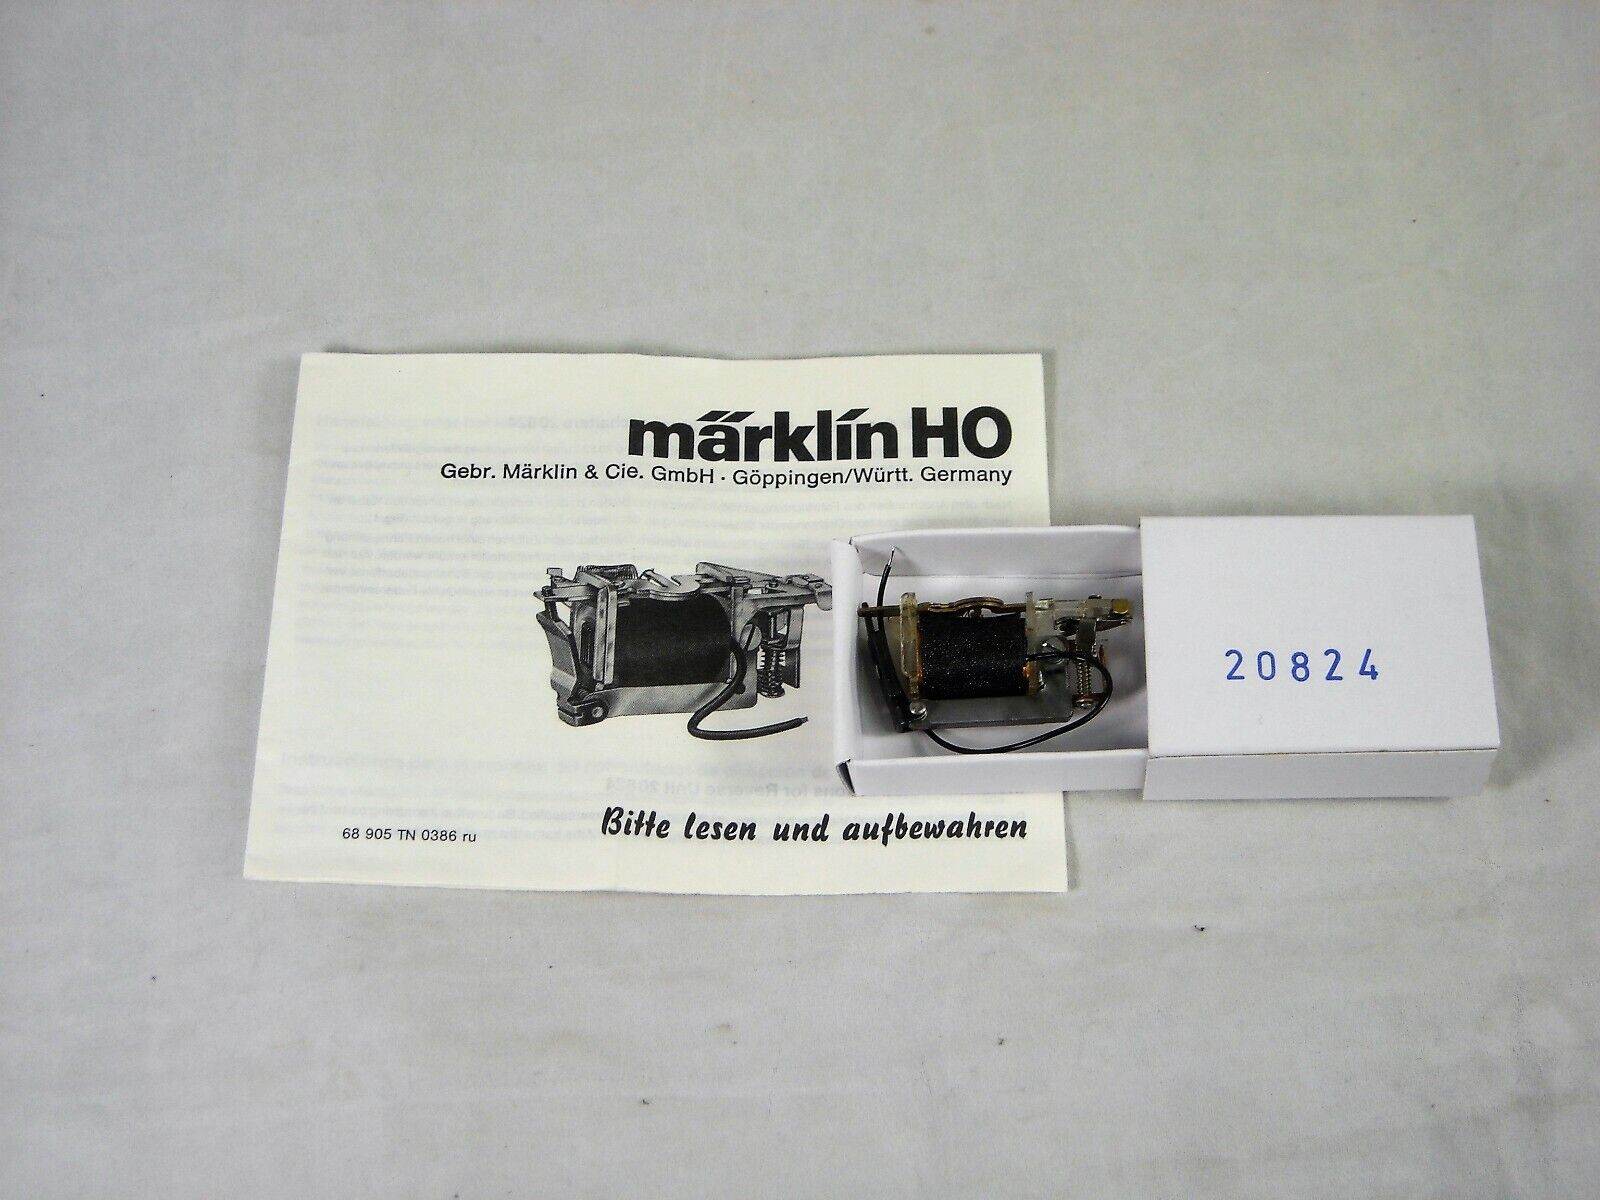 märklin HO
Gebr. Märklin & Cie. GmbH · Göppingen/Württ. Germany
20824
68 905 TN 0386 ru
Bitte lesen und aufbewahren